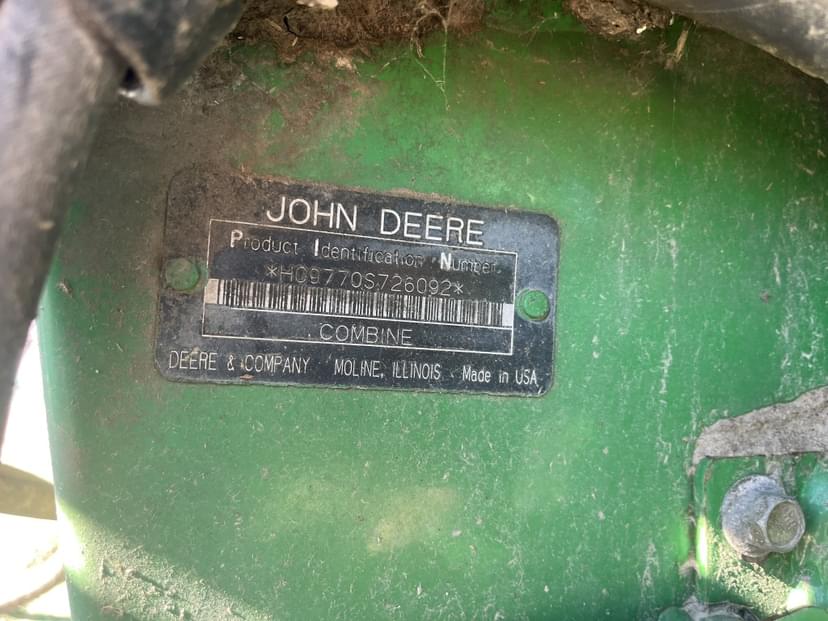 JOHN DEERE
Product Identification Number
*H09770S726092*
COMBINE
DEERE & COMPANY MOLINE, ILLINOIS Made in USA